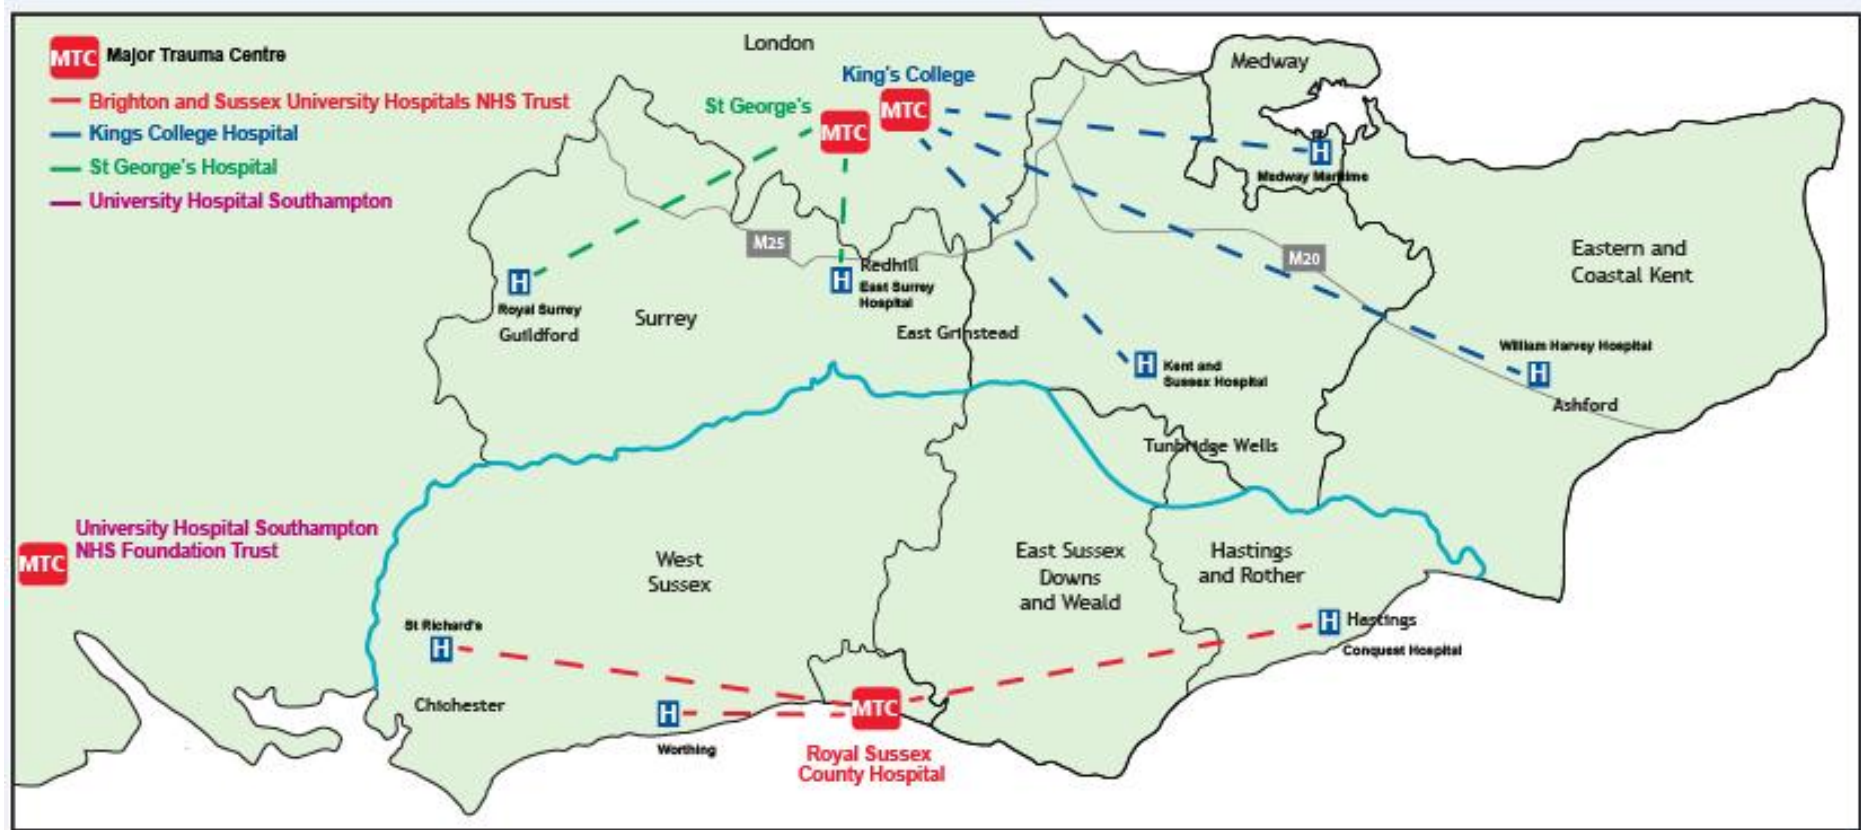 MTC Major Trauma Centre
Brighton and Sussex University Hospitals NHS Trust
Kings College Hospital
St George's Hospital
University Hospital Southampton
London
King's College
MTC
St George's
MTC
Medway
H
Medway Maritime
M25
M20
Eastern and
Coastal Kent
H
Royal Surrey
Guildford
Surrey
Redhill
H
East Surrey
Hospital
East Grinstead
H
Kent and
Sussex Hospital
William Harvey Hospital
H
Ashford
Tunbridge Wells
University Hospital Southampton
NHS Foundation Trust
MTC
West
Sussex
East Sussex
Downs
and Weald
Hastings
and Rother
St Richard's
H
Chichester
H
Worthing
MTC
Royal Sussex
County Hospital
H
Hastings
Conquest Hospital